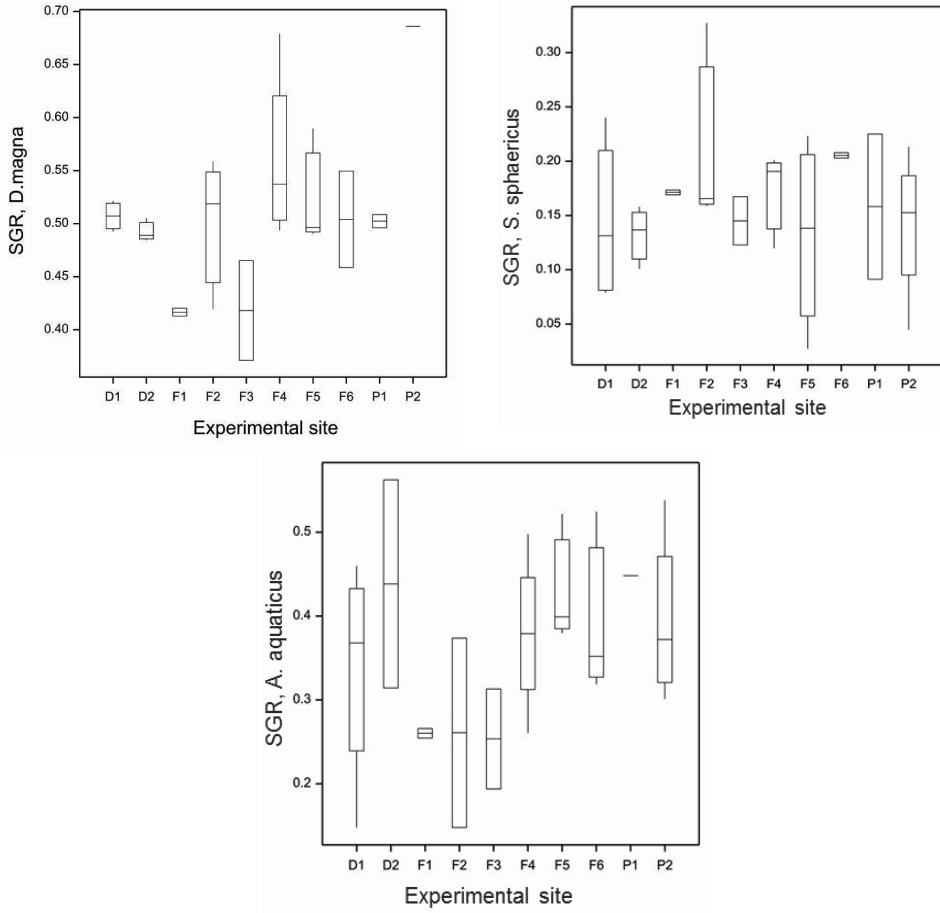 SGR, D.magna
0.70
0.65
0.60
0.55
0.50
0.45
0.40
D1 D2 F1 F2 F3 F4 F5 F6 P1 P2
Experimental site
SGR, S. sphaericus
0.30
0.25
0.20
0.15
0.10
0.05
D1 D2 F1 F2 F3 F4 F5 F6 P1 P2
Experimental site
SGR, A. aquaticus
0.5
0.4
0.3
0.2
D1 D2 F1 F2 F3 F4 F5 F6 P1 P2
Experimental site